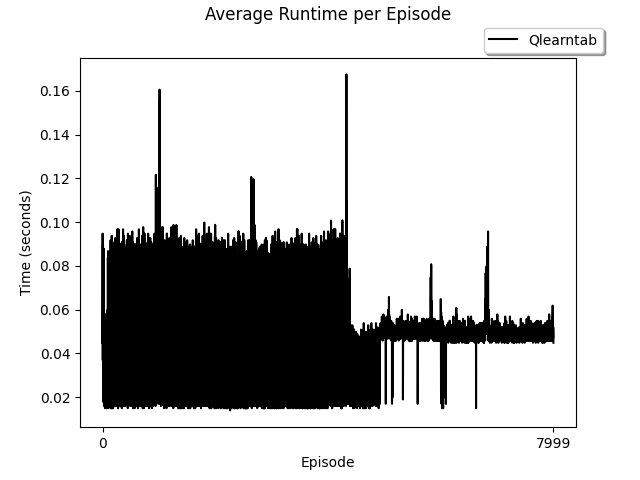 Average Runtime per Episode
Qlearntab
0.16
0.14
0.12
0.10
0.08
0.06
0.04
0.02
Time (seconds)
0
7999
Episode